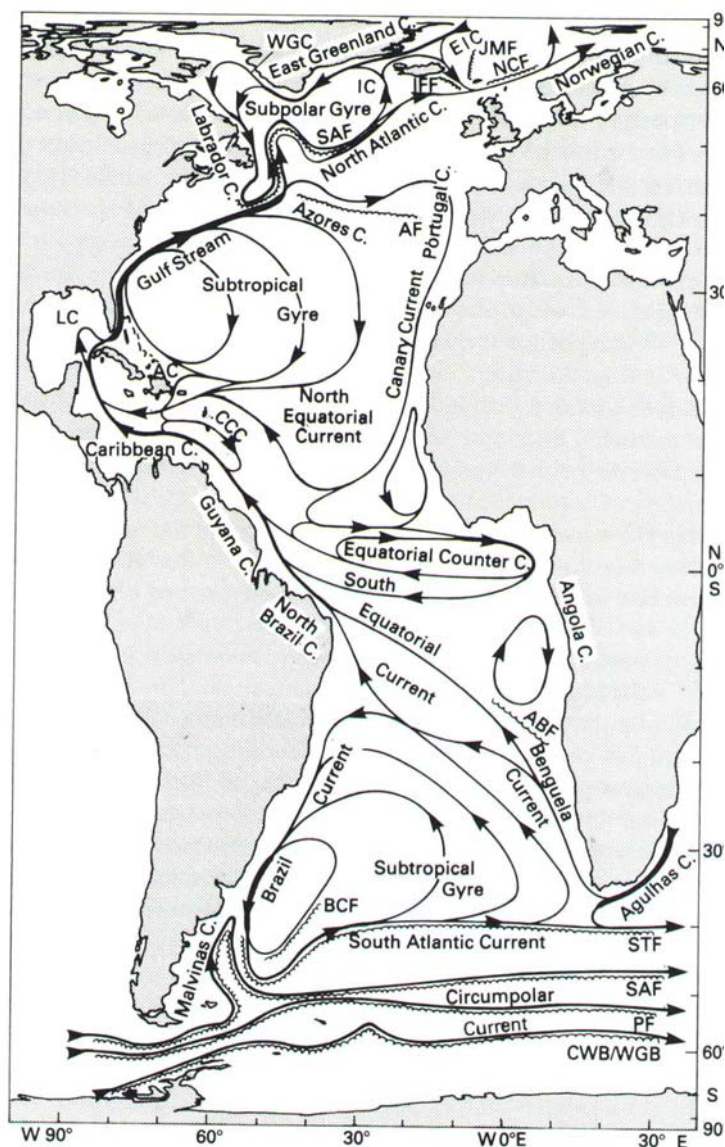 90°
N
60°
30°
N
0°
S
30°
60°
S
90°
WGC
East Greenland C.
EIC
JMF
NCF
Norwegian C.
IC
IFF
Subpolar Gyre
SAF
North Atlantic C.
Labrador C.
Azores C.
AF
Portugal C.
Gulf Stream
Subtropical
Gyre
Canary Current
LC
AC
North
Equatorial
Current
CCC
Caribbean C.
Guyana C.
Equatorial Counter C.
South
Equatorial
Current
North
Brazil C.
Angola C.
ABF
Benguela
Current
Brazil
Current
Subtropical
Gyre
BCF
Agulhas C.
South Atlantic Current
STF
Malvinas C.
SAF
Circumpolar
Current
PF
CWB/WGB
W 90°
60°
30°
W 0°E
30° E